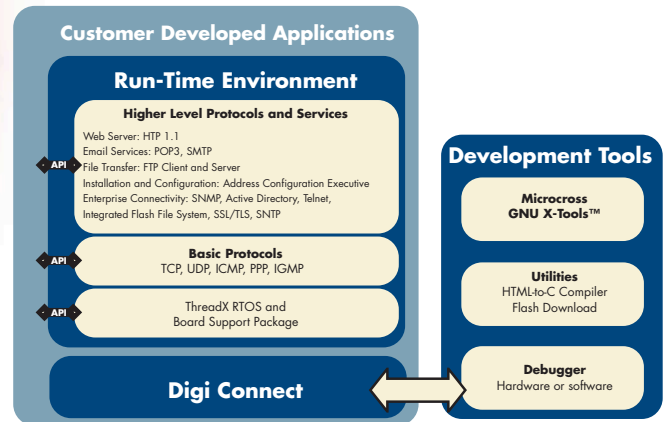 Customer Developed Applications
Run-Time Environment
Higher Level Protocols and Services
Web Server: HTP 1.1
Email Services: POP3, SMTP
API
File Transfer: FTP Client and Server
Installation and Configuration: Address Configuration Executive
Enterprise Connectivity: SNMP, Active Directory, Telnet,
Integrated Flash File System, SSL/TLS, SNTP
API
Basic Protocols
TCP, UDP, ICMP, PPP, IGMP
API
ThreadX RTOS and
Board Support Package
Digi Connect
Development Tools
Microcross
GNU X-Tools™
Utilities
HTML-to-C Compiler
Flash Download
Debugger
Hardware or software